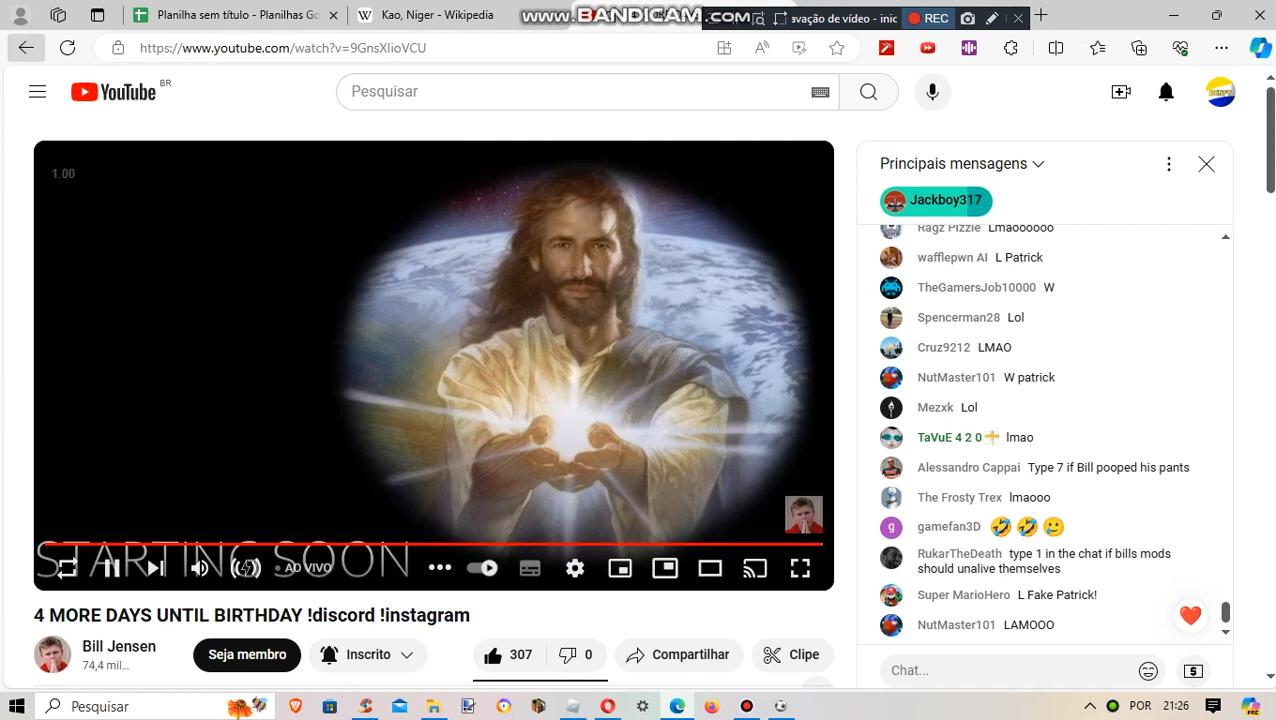 Planilha sem título - Planilhas
Kong Niger - Wikipedia
www.BANDICAM.com
avação de vídeo - inic
REC
https://www.youtube.com/watch?v=9GnsXlioVCU
YouTube BR
Pesquisar
1.00
STARTING SOON
AO VIVO
4 MORE DAYS UNTIL BIRTHDAY !discord !instagram
Bill Jensen
74,4 mil...
Seja membro
Inscrito
307
0
Compartilhar
Clipe
Principais mensagens
Jackboy317
Ragz Pizzle Lmaoooooo
wafflepwn AI L Patrick
TheGamersJob10000 W
Spencerman28 Lol
Cruz9212 LMAO
NutMaster101 W patrick
Mezxk Lol
TaVuE 4 2 0 lmao
Alessandro Cappai Type 7 if Bill pooped his pants
The Frosty Trex lmaooo
g gamefan3D 🤣 🤣 🥲
RukarTheDeath type 1 in the chat if bills mods
should unalive themselves
Super MarioHero L Fake Patrick!
NutMaster101 LAMOOO
Chat...
Pesquisar
POR 21:26
PRE